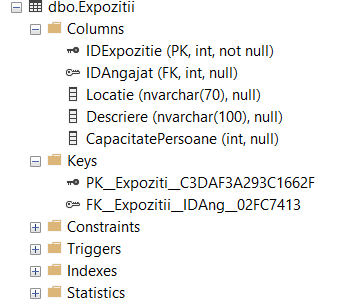 dbo.Expozitii
Columns
IDExpozitie (PK, int, not null)
IDAngajat (FK, int, null)
Locatie (nvarchar(70), null)
Descriere (nvarchar(100), null)
CapacitatePersoane (int, null)
Keys
PK__Expoziti__C3DAF3A293C1662F
FK__Expozitii__IDAng__02FC7413
Constraints
Triggers
Indexes
Statistics